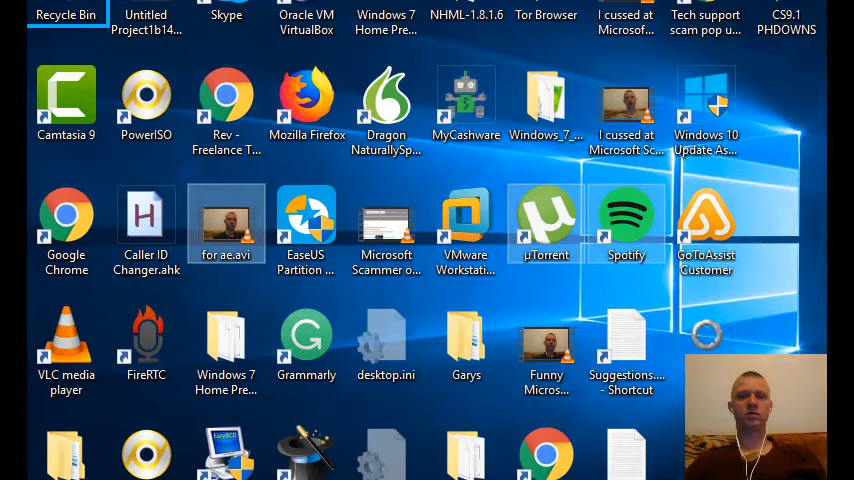 Recycle Bin
Untitled
Project1b14...
Skype
Oracle VM
VirtualBox
Windows 7
Home Pre...
NHML-1.8.1.6
Tor Browser
I cussed at
Microsof...
Tech support
scam pop u...
CS9.1
PHDOWNS
Camtasia 9
PowerISO
Rev -
Freelance T...
Mozilla Firefox
Dragon
NaturallySp...
MyCashware
Windows_7_...
I cussed at
Microsoft Sc...
Windows 10
Update As...
Google
Chrome
H
Caller ID
Changer.ahk
for ae.avi
EaseUS
Partition ...
Microsoft
Scammer o...
VMware
Workstati...
µTorrent
Spotify
GoToAssist
Customer
VLC media
player
FireRTC
Windows 7
Home Pre...
Grammarly
desktop.ini
Garys
Funny
Micros...
Suggestions....
- Shortcut
EasyBCD